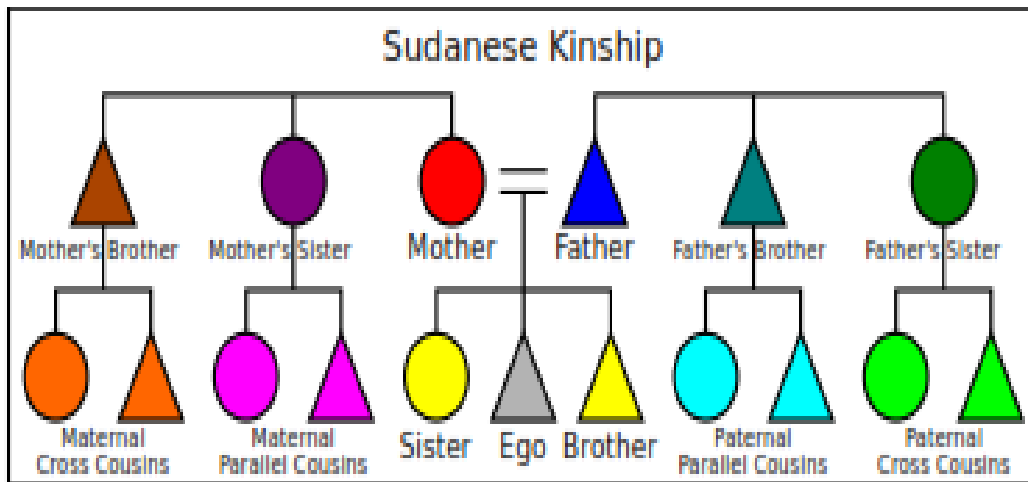 Sudanese Kinship
Mother's Brother
Mother's Sister
Mother
Father
Father's Brother
Father's Sister
Maternal
Cross Cousins
Maternal
Parallel Cousins
Sister
Ego
Brother
Paternal
Parallel Cousins
Paternal
Cross Cousins